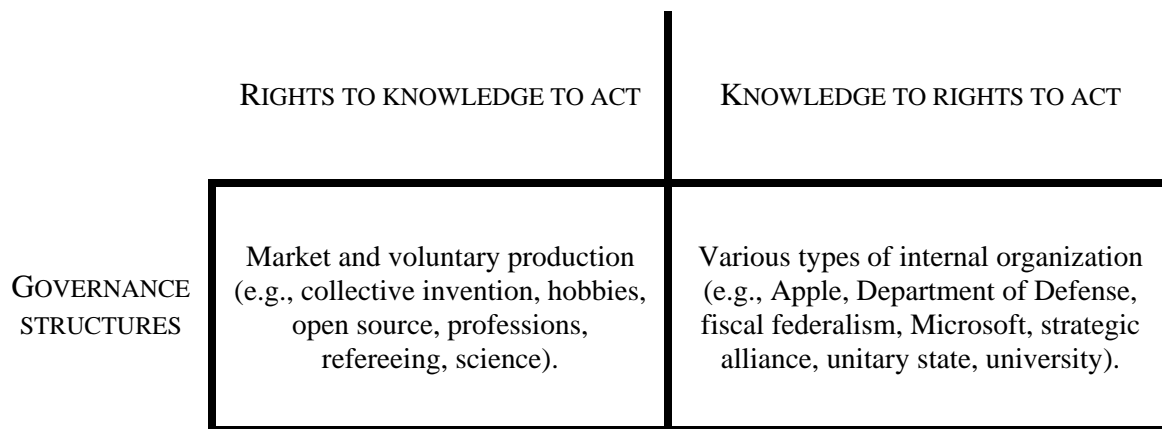 RIGHTS TO KNOWLEDGE TO ACT
KNOWLEDGE TO RIGHTS TO ACT
GOVERNANCE
STRUCTURES
Market and voluntary production
(e.g., collective invention, hobbies,
open source, professions,
refereeing, science).
Various types of internal organization
(e.g., Apple, Department of Defense,
fiscal federalism, Microsoft, strategic
alliance, unitary state, university).